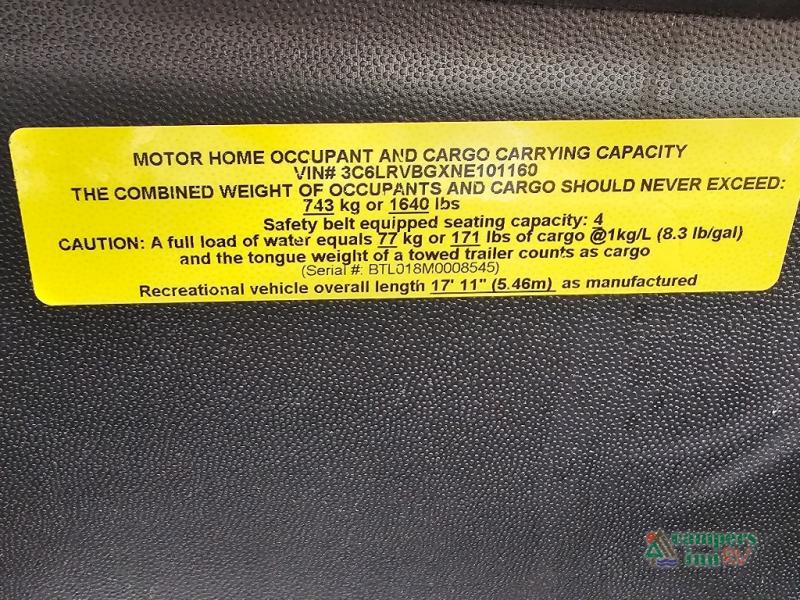 MOTOR HOME OCCUPANT AND CARGO CARRYING CAPACITY
VIN# 3C6LRVBGXNE101160
THE COMBINED WEIGHT OF OCCUPANTS AND CARGO SHOULD NEVER EXCEED:
743 kg or 1640 lbs
Safety belt equipped seating capacity: 4
CAUTION: A full load of water equals 77 kg or 171 lbs of cargo @1kg/L (8.3 lb/gal)
and the tongue weight of a towed trailer counts as cargo
(Serial #: BTL018M0008545)
Recreational vehicle overall length 17' 11" (5.46m) as manufactured
campers
inn RV